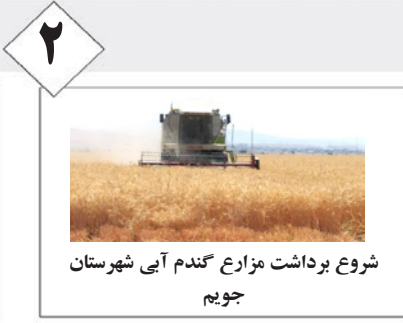 ۲
شروع برداشت مزارع گندم آبی شهرستان
جویم